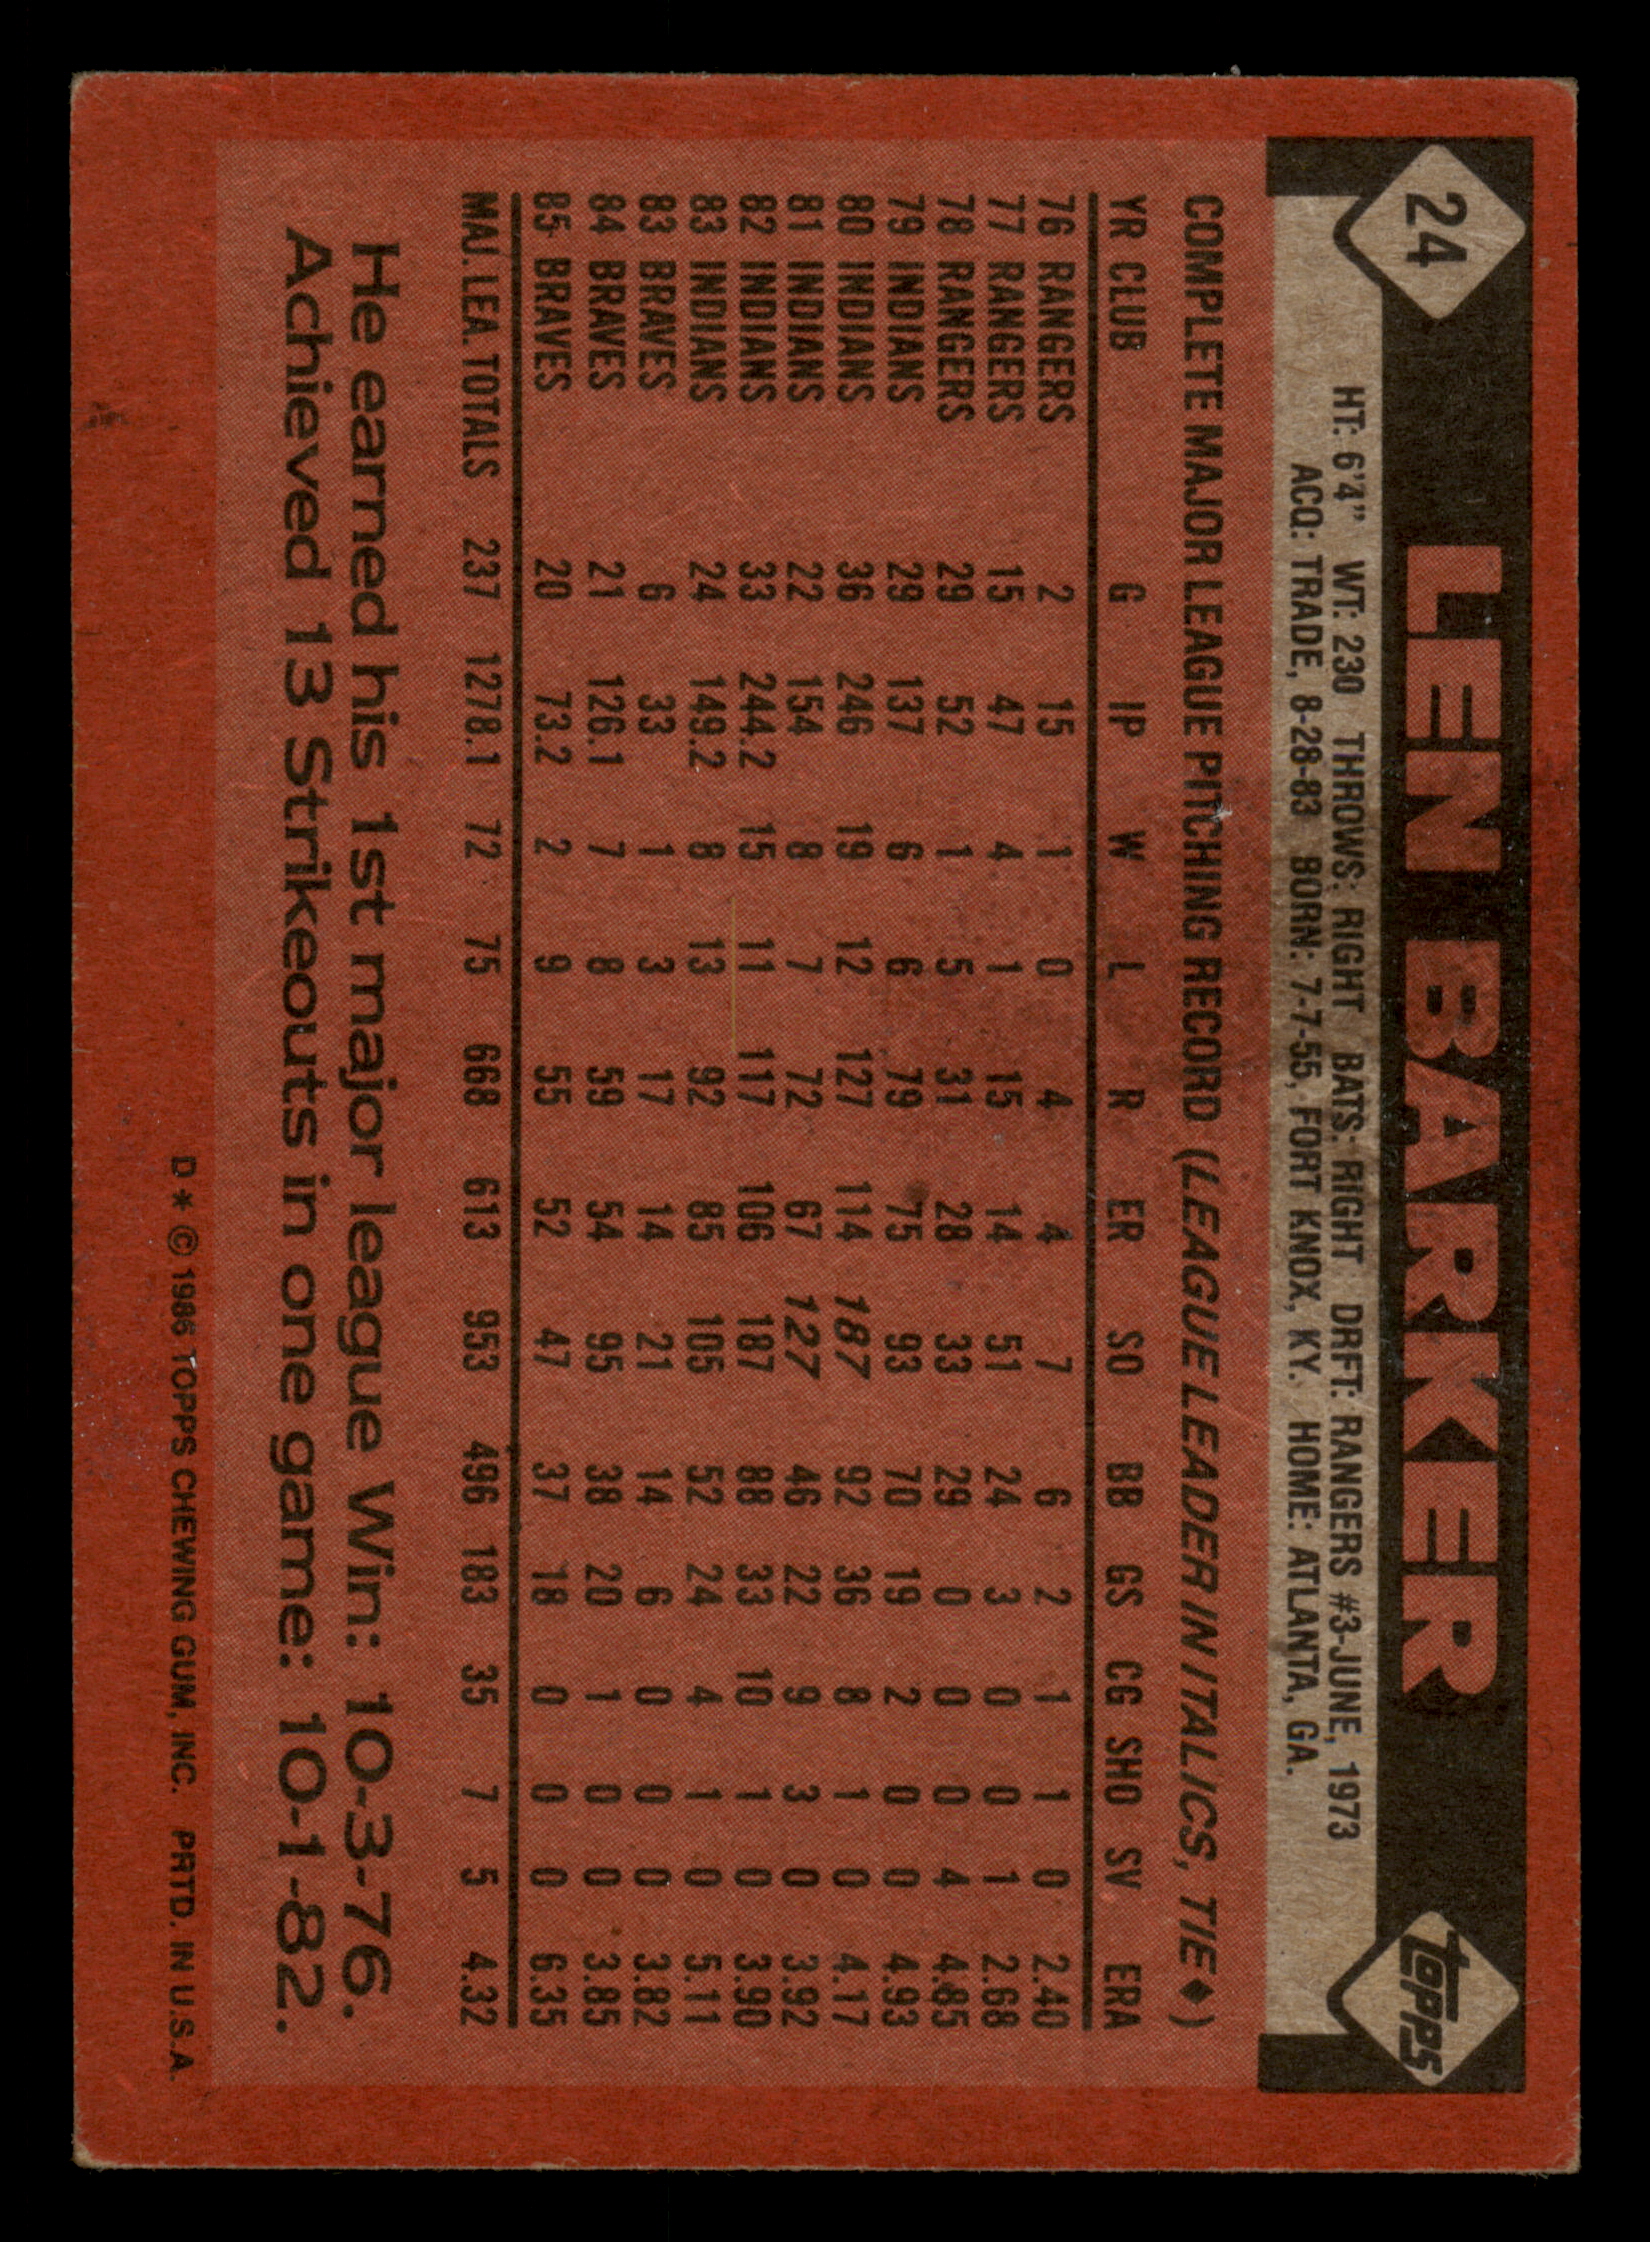 24
LEN BARKER
topps
HT: 6'4" WT: 230 THROWS: RIGHT BATS: RIGHT DRFT: RANGERS #3-JUNE, 1973
ACQ: TRADE, 8-28-83 BORN: 7-7-55, FORT KNOX, KY. HOME: ATLANTA, GA.
COMPLETE MAJOR LEAGUE PITCHING RECORD (LEAGUE LEADER IN ITALICS, TIE♦)
YR CLUB G IP W L R ER SO BB GS CG SHO SV ERA
76 RANGERS 2 15 1 0 4 4 7 6 2 1 1 0 2.40
77 RANGERS 15 47 4 1 15 14 51 24 3 0 0 1 2.68
78 RANGERS 29 52 1 5 31 28 33 29 0 0 0 4 4.85
79 INDIANS 29 137 6 6 79 75 93 70 19 2 0 0 4.93
80 INDIANS 36 246 19 12 127 114 187 92 36 8 1 0 4.17
81 INDIANS 22 154 8 7 72 67 127 46 22 9 3 0 3.92
82 INDIANS 33 244.2 15 11 117 106 187 88 33 10 1 0 3.90
83 INDIANS 24 149.2 8 13 92 85 105 52 24 4 1 0 5.11
83 BRAVES 6 33 1 3 17 14 21 14 6 0 0 0 3.82
84 BRAVES 21 126.1 7 8 59 54 95 38 20 1 0 0 3.85
85 BRAVES 20 73.2 2 9 55 52 47 37 18 0 0 0 6.35
MAJ. LEA. TOTALS 237 1278.1 72 75 668 613 953 496 183 35 7 5 4.32
He earned his 1st major league Win: 10-3-76.
Achieved 13 Strikeouts in one game: 10-1-82.
D* © 1986 TOPPS CHEWING GUM, INC. PRTD. IN U.S.A.